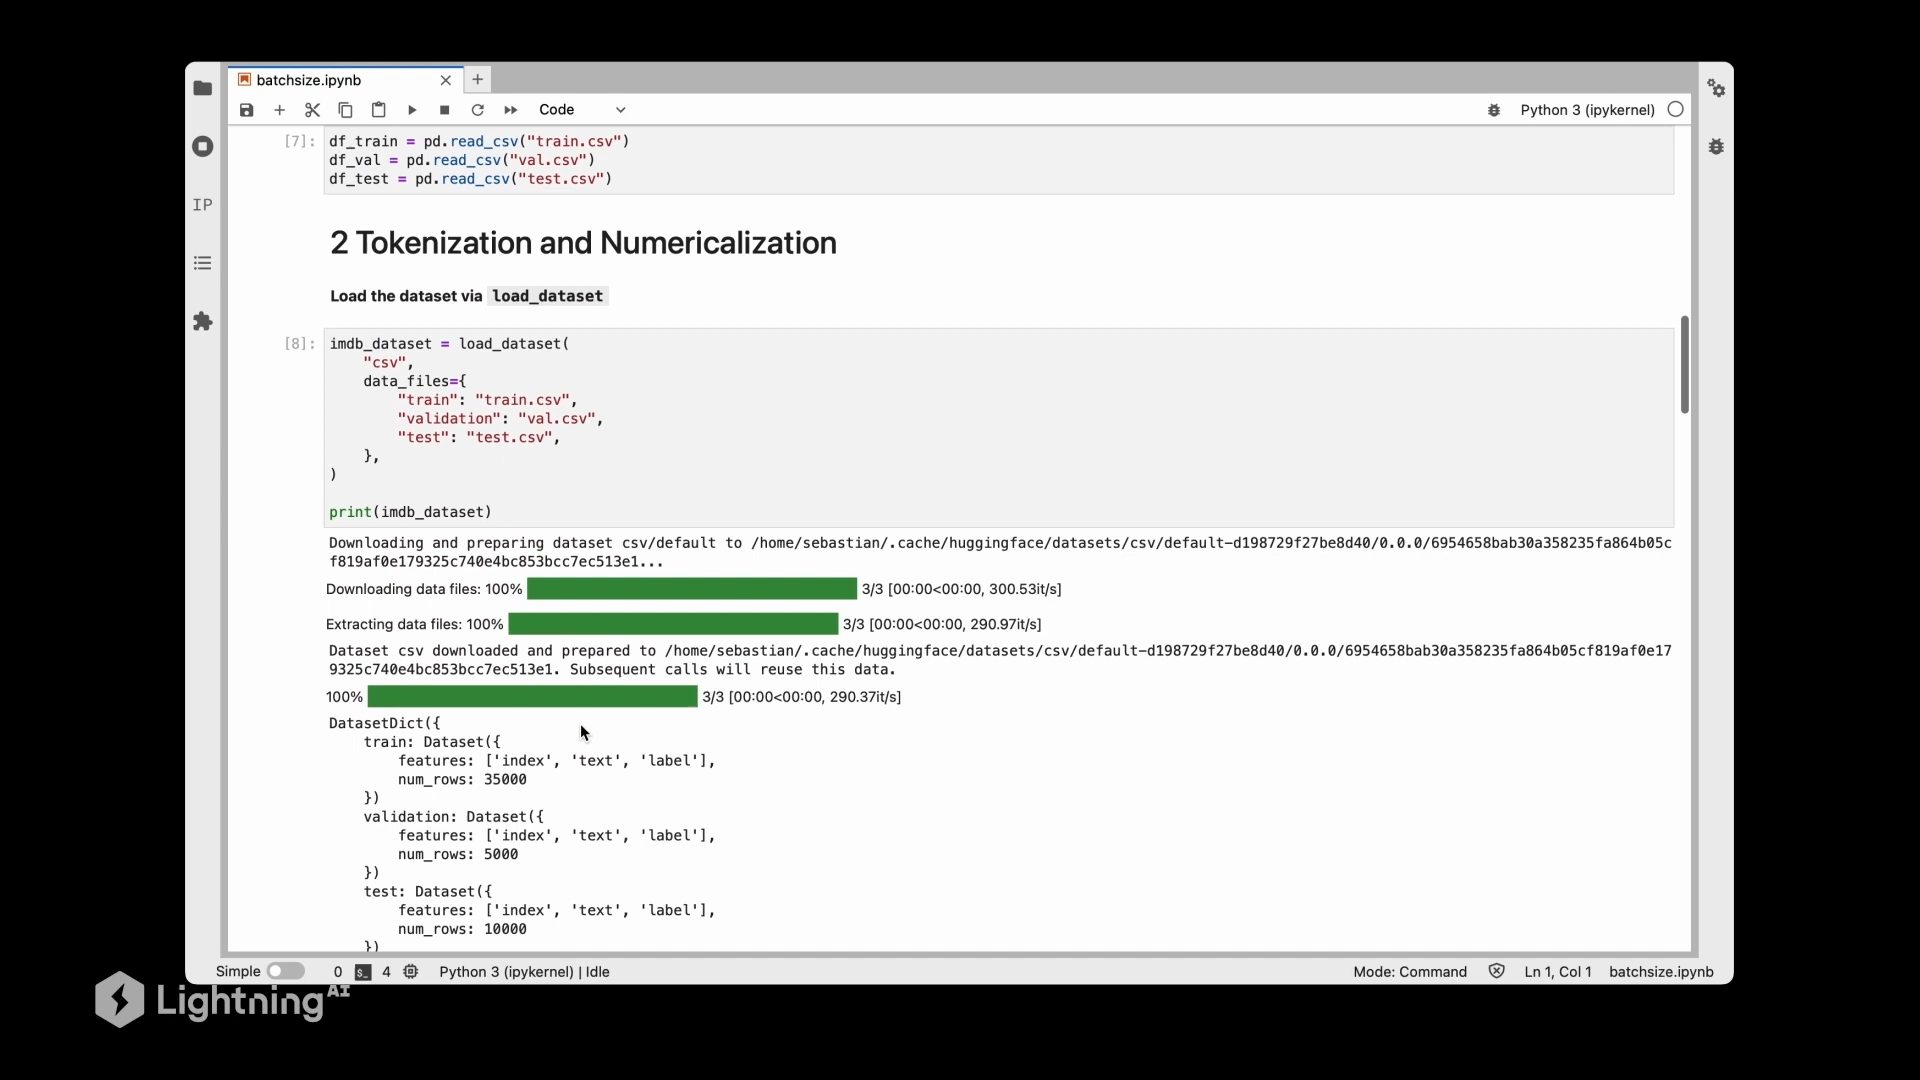 batchsize.ipynb
Code
Python 3 (ipykernel)
IP
[7]: df_train = pd.read_csv("train.csv")
df_val = pd.read_csv("val.csv")
df_test = pd.read_csv("test.csv")
2 Tokenization and Numericalization
Load the dataset via load_dataset
[8]: imdb_dataset = load_dataset(
    "csv",
    data_files={
        "train": "train.csv",
        "validation": "val.csv",
        "test": "test.csv",
    },
)
print(imdb_dataset)
Downloading and preparing dataset csv/default to /home/sebastian/.cache/huggingface/datasets/csv/default-d198729f27be8d40/0.0.0/6954658bab30a358235fa864b05c
f819af0e179325c740e4bc853bcc7ec513e1...
Downloading data files: 100% 3/3 [00:00<00:00, 300.53it/s]
Extracting data files: 100% 3/3 [00:00<00:00, 290.97it/s]
Dataset csv downloaded and prepared to /home/sebastian/.cache/huggingface/datasets/csv/default-d198729f27be8d40/0.0.0/6954658bab30a358235fa864b05cf819af0e17
9325c740e4bc853bcc7ec513e1. Subsequent calls will reuse this data.
100% 3/3 [00:00<00:00, 290.37it/s]
DatasetDict({
    train: Dataset({
        features: ['index', 'text', 'label'],
        num_rows: 35000
    })
    validation: Dataset({
        features: ['index', 'text', 'label'],
        num_rows: 5000
    })
    test: Dataset({
        features: ['index', 'text', 'label'],
        num_rows: 10000
    })
Simple 0 $_ 4 Python 3 (ipykernel) | Idle Mode: Command Ln 1, Col 1 batchsize.ipynb
Lightning AI